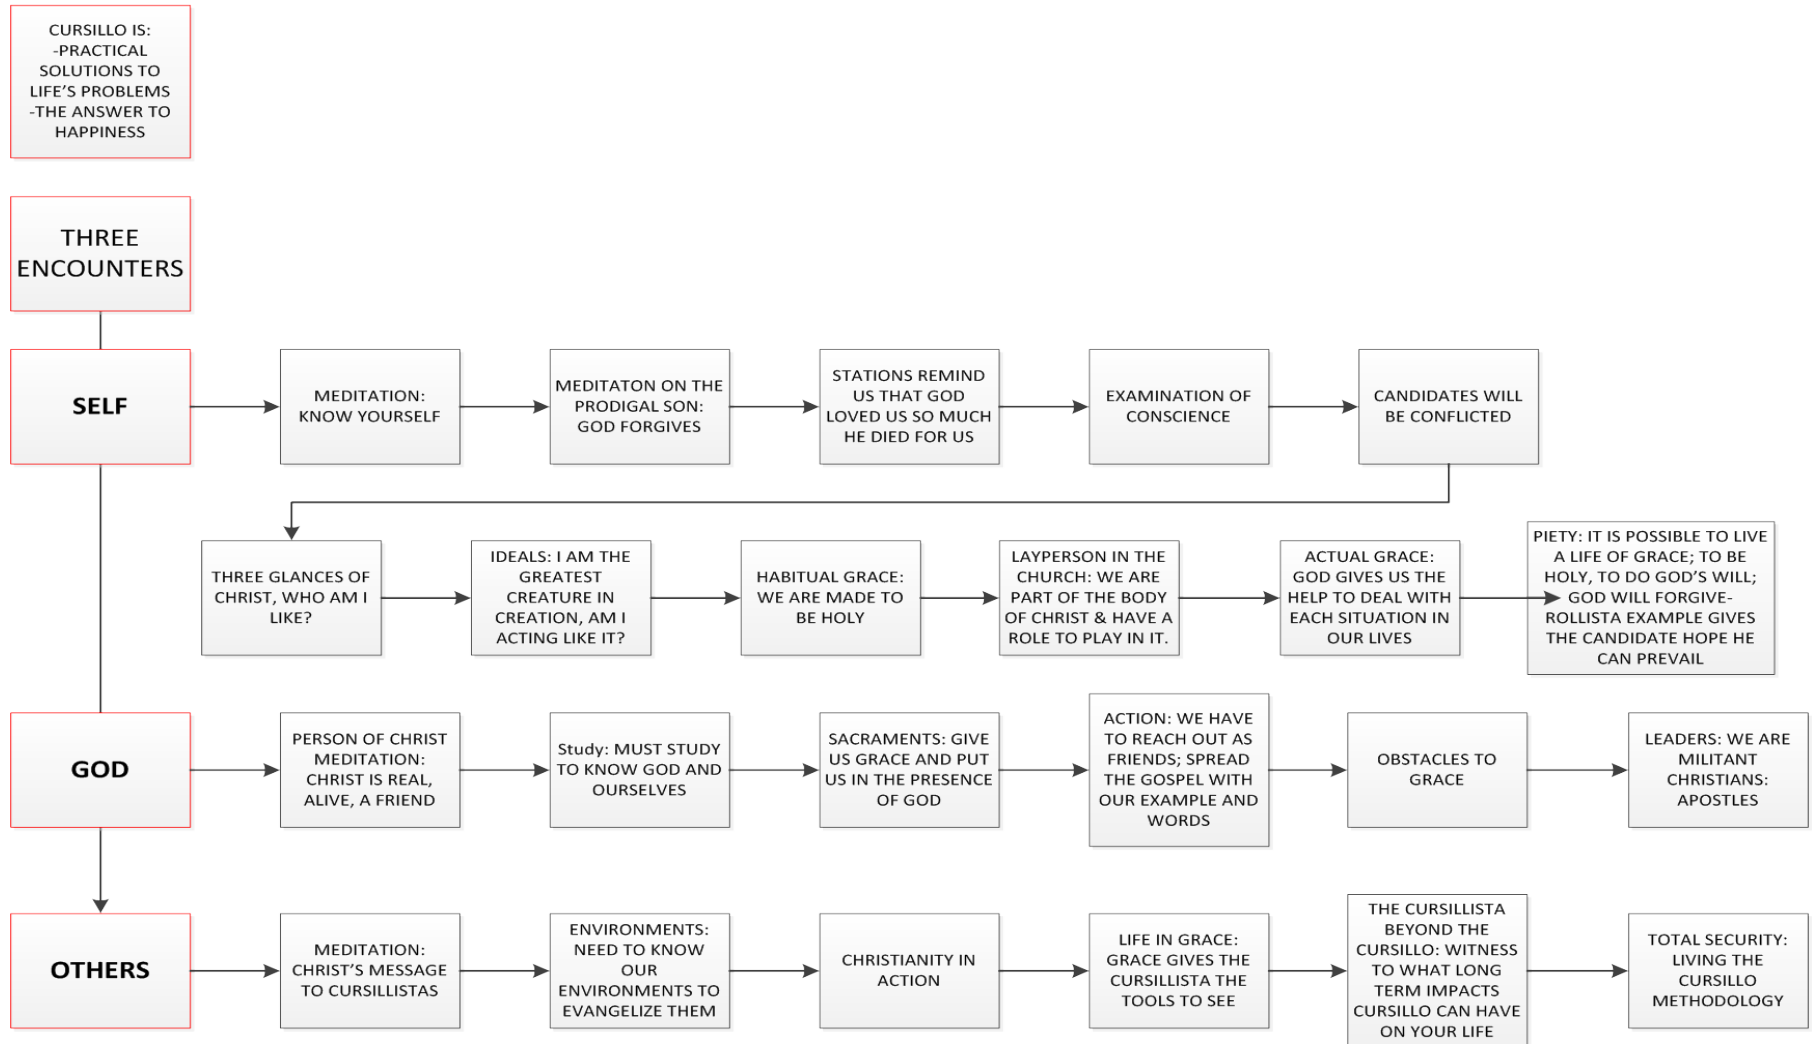 CURSILLO IS:
-PRACTICAL
SOLUTIONS TO
LIFE’S PROBLEMS
-THE ANSWER TO
HAPPINESS
THREE
ENCOUNTERS
SELF
MEDITATION:
KNOW YOURSELF
MEDITATON ON THE
PRODIGAL SON:
GOD FORGIVES
STATIONS REMIND
US THAT GOD
LOVED US SO MUCH
HE DIED FOR US
EXAMINATION OF
CONSCIENCE
CANDIDATES WILL
BE CONFLICTED
THREE GLANCES OF
CHRIST, WHO AM I
LIKE?
IDEALS: I AM THE
GREATEST
CREATURE IN
CREATION, AM I
ACTING LIKE IT?
HABITUAL GRACE:
WE ARE MADE TO
BE HOLY
LAYPERSON IN THE
CHURCH: WE ARE
PART OF THE BODY
OF CHRIST & HAVE A
ROLE TO PLAY IN IT.
ACTUAL GRACE:
GOD GIVES US THE
HELP TO DEAL WITH
EACH SITUATION IN
OUR LIVES
PIETY: IT IS POSSIBLE TO LIVE
A LIFE OF GRACE; TO BE
HOLY, TO DO GOD’S WILL;
GOD WILL FORGIVE-
ROLLISTA EXAMPLE GIVES
THE CANDIDATE HOPE HE
CAN PREVAIL
GOD
PERSON OF CHRIST
MEDITATION:
CHRIST IS REAL,
ALIVE, A FRIEND
Study: MUST STUDY
TO KNOW GOD AND
OURSELVES
SACRAMENTS: GIVE
US GRACE AND PUT
US IN THE PRESENCE
OF GOD
ACTION: WE HAVE
TO REACH OUT AS
FRIENDS; SPREAD
THE GOSPEL WITH
OUR EXAMPLE AND
WORDS
OBSTACLES TO
GRACE
LEADERS: WE ARE
MILITANT
CHRISTIANS:
APOSTLES
OTHERS
MEDITATION:
CHRIST’S MESSAGE
TO CURSILLISTAS
ENVIRONMENTS:
NEED TO KNOW
OUR
ENVIRONMENTS TO
EVANGELIZE THEM
CHRISTIANITY IN
ACTION
LIFE IN GRACE:
GRACE GIVES THE
CURSILLISTA THE
TOOLS TO SEE
THE CURSILLISTA
BEYOND THE
CURSILLO: WITNESS
TO WHAT LONG
TERM IMPACTS
CURSILLO CAN HAVE
ON YOUR LIFE
TOTAL SECURITY:
LIVING THE
CURSILLO
METHODOLOGY